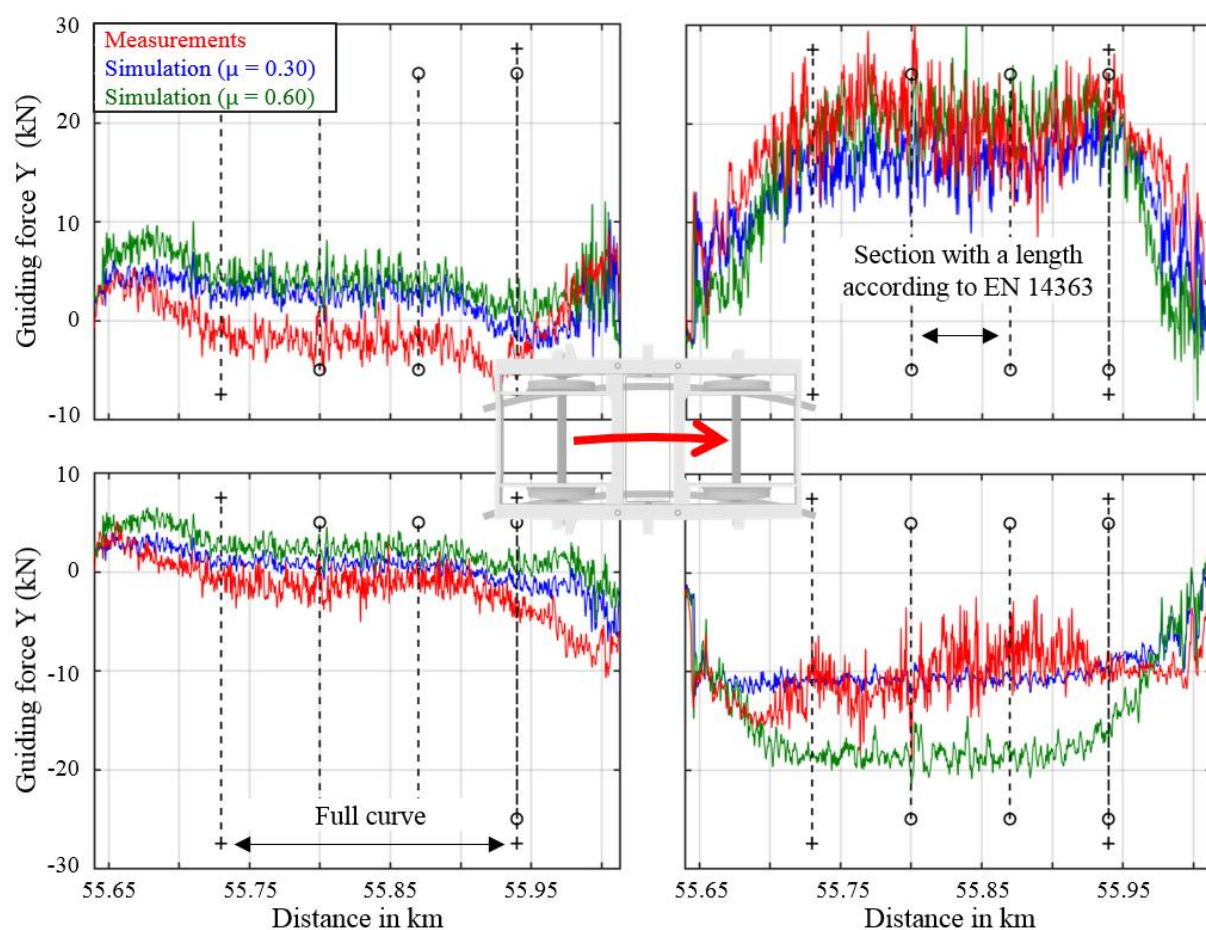 30
20
10
0
-10
Guiding force Y (kN)
Measurements
Simulation (μ = 0.30)
Simulation (μ = 0.60)
Section with a length
according to EN 14363
10
0
-10
-20
-30
Guiding force Y (kN)
Full curve
55.65 55.75 55.85 55.95
Distance in km
55.65 55.75 55.85 55.95
Distance in km